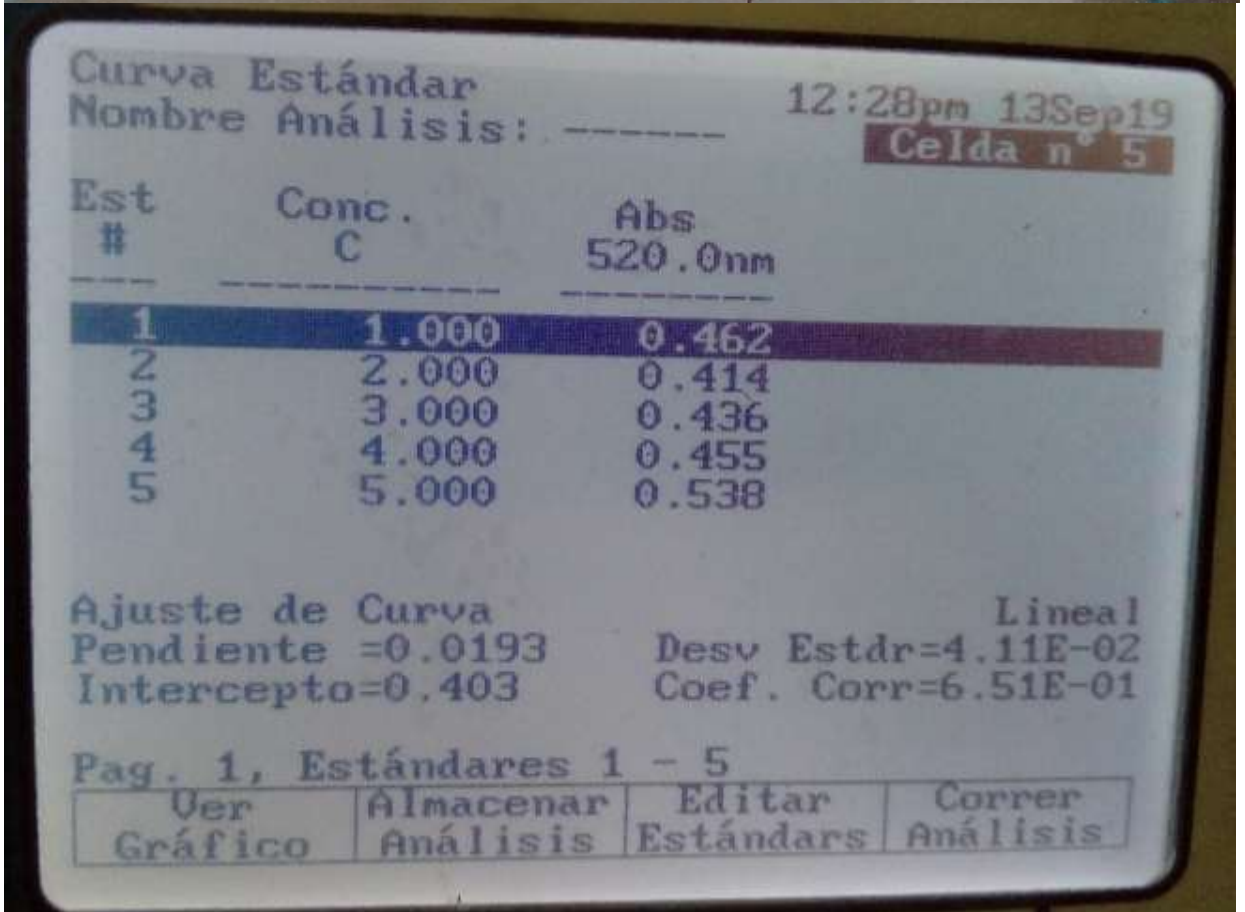 Curva Estándar
12:28pm 13Sep19
Nombre Análisis: ------
Celda n° 5
Est Conc. Abs
# C 520.0nm
--- ---------- --------
1 1.000 0.462
2 2.000 0.414
3 3.000 0.436
4 4.000 0.455
5 5.000 0.538
Ajuste de Curva Lineal
Pendiente =0.0193 Desv Estdr=4.11E-02
Intercepto=0.403 Coef. Corr=6.51E-01
Pag. 1, Estándares 1 - 5
Ver Almacenar Editar Correr
Gráfico Análisis Estándars Análisis